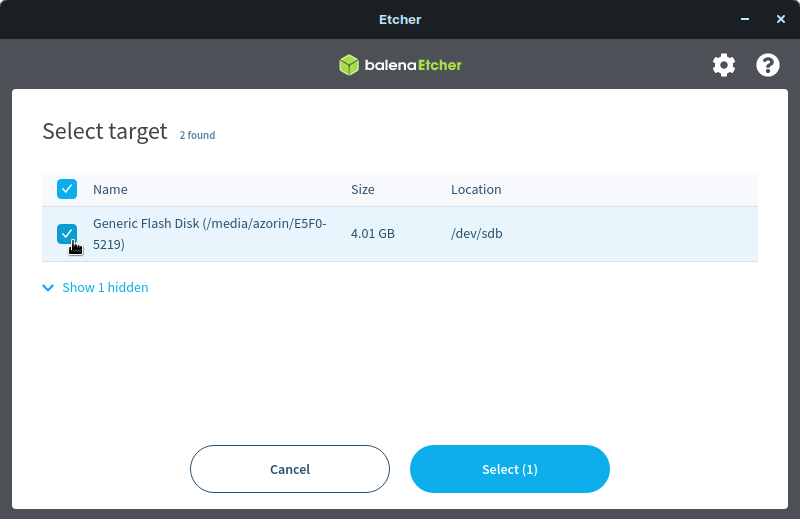 Etcher
balenaEtcher
Select target 2 found
Name Size Location
Generic Flash Disk (/media/azorin/E5F0-
5219) 4.01 GB /dev/sdb
Show 1 hidden
Cancel Select (1)